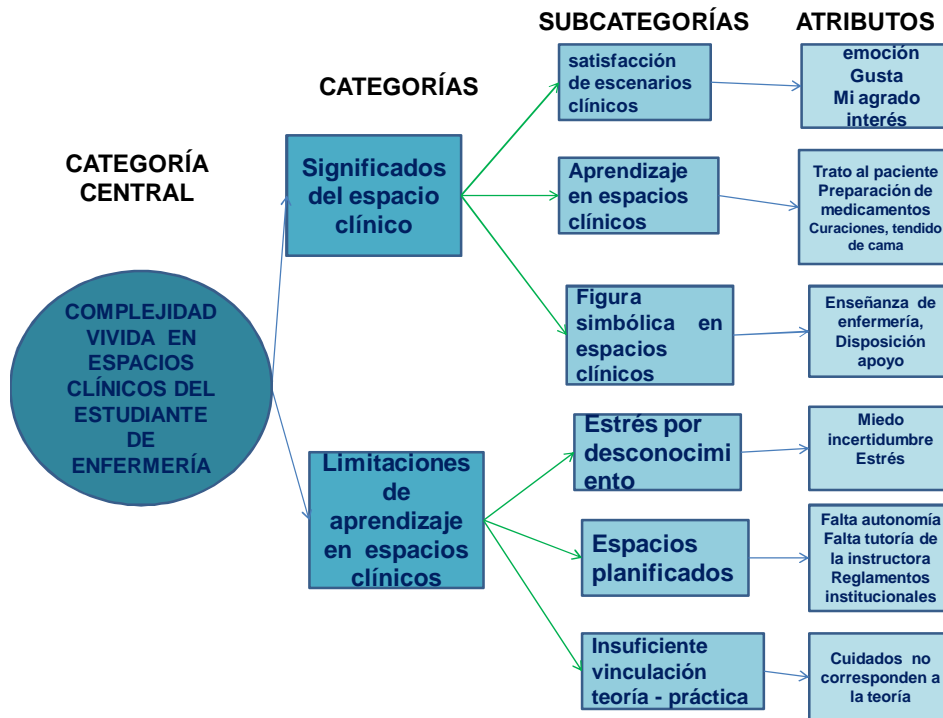 SUBCATEGORÍAS
ATRIBUTOS
CATEGORÍAS
CATEGORÍA
CENTRAL
COMPLEJIDAD
VIVIDA EN
ESPACIOS
CLÍNICOS DEL
ESTUDIANTE
DE
ENFERMERÍA
Significados
del espacio
clínico
satisfacción
de escenarios
clínicos
emoción
Gusta
Mi agrado
interés
Aprendizaje
en espacios
clínicos
Trato al paciente
Preparación de
medicamentos
Curaciones, tendido
de cama
Figura
simbólica en
espacios
clínicos
Enseñanza de
enfermería,
Disposición
apoyo
Limitaciones
de
aprendizaje
en espacios
clínicos
Estrés por
desconocimi
ento
Miedo
incertidumbre
Estrés
Espacios
planificados
Falta autonomía
Falta tutoría de
la instructora
Reglamentos
institucionales
Insuficiente
vinculación
teoría - práctica
Cuidados no
corresponden a
la teoría